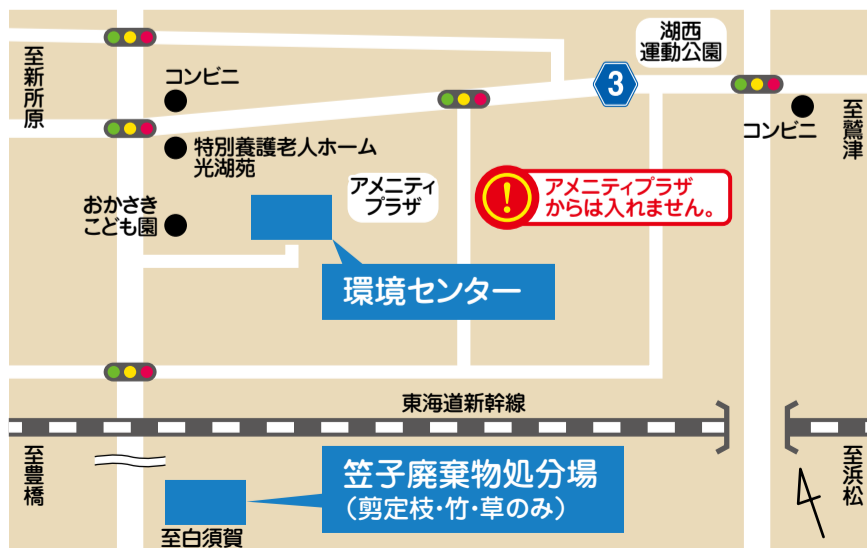 湖西
運動公園
至新所原
コンビニ
3
コンビニ
至鷲津
特別養護老人ホーム
光湖苑
アメニティ
プラザ
!
アメニティプラザ
からは入れません。
おかさき
こども園
環境センター
東海道新幹線
至豊橋
笠子廃棄物処分場
（剪定枝・竹・草のみ）
至浜松
至白須賀